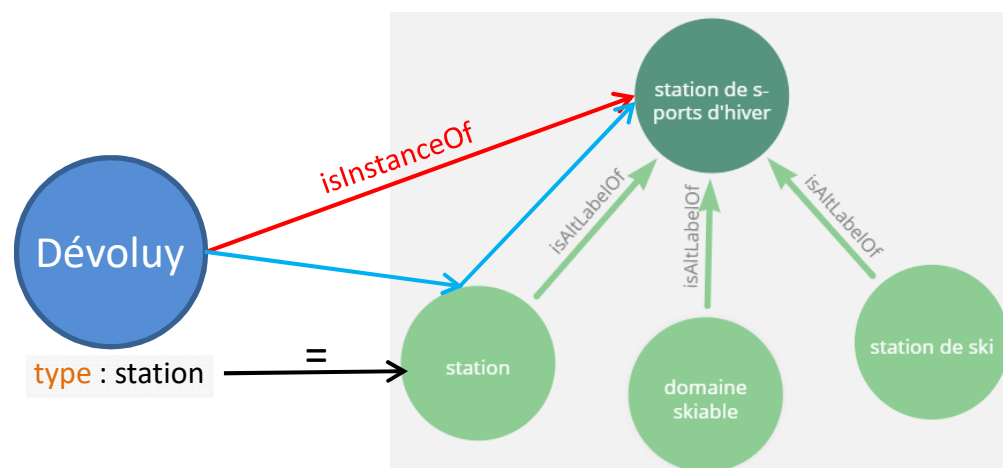 station de s-
ports d'hiver
isInstanceOf
isAltLabelOf
isAltLabelOf
isAltLabelOf
Dévoluy
type : station
=
station
domaine
skiable
station de ski